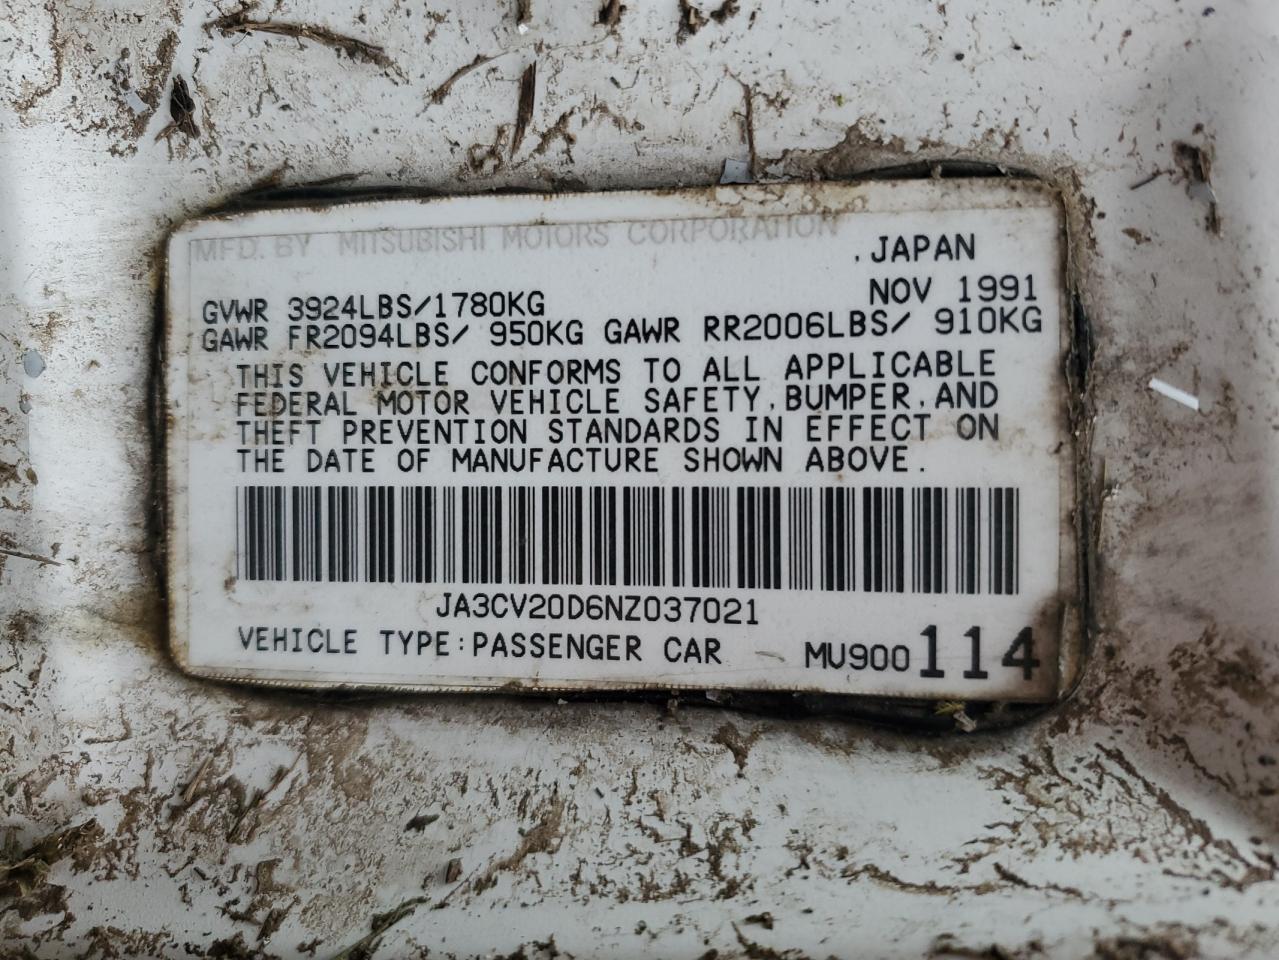 MFD. BY MITSUBISHI MOTORS CORPORATION
.JAPAN
NOV 1991
GVWR 3924LBS/1780KG
GAWR FR2094LBS/ 950KG GAWR RR2006LBS/ 910KG
THIS VEHICLE CONFORMS TO ALL APPLICABLE
FEDERAL MOTOR VEHICLE SAFETY,BUMPER,AND
THEFT PREVENTION STANDARDS IN EFFECT ON
THE DATE OF MANUFACTURE SHOWN ABOVE.
JA3CV20D6NZ037021
VEHICLE TYPE:PASSENGER CAR MU900114